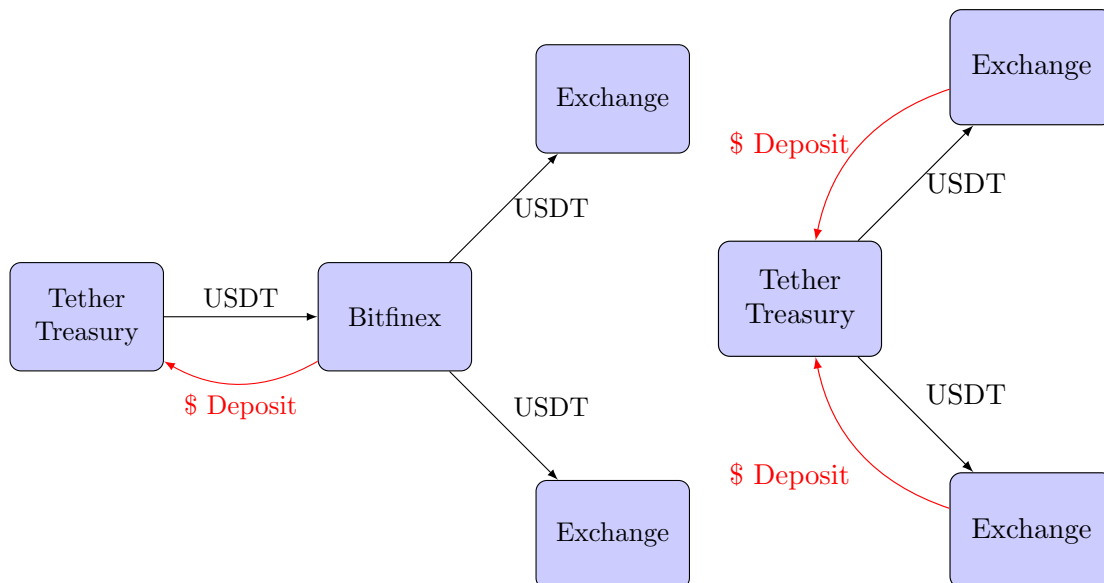 Exchange
USDT
Tether
Treasury
USDT
Bitfinex
$ Deposit
USDT
Exchange
Exchange
$ Deposit
USDT
Tether
Treasury
USDT
$ Deposit
Exchange